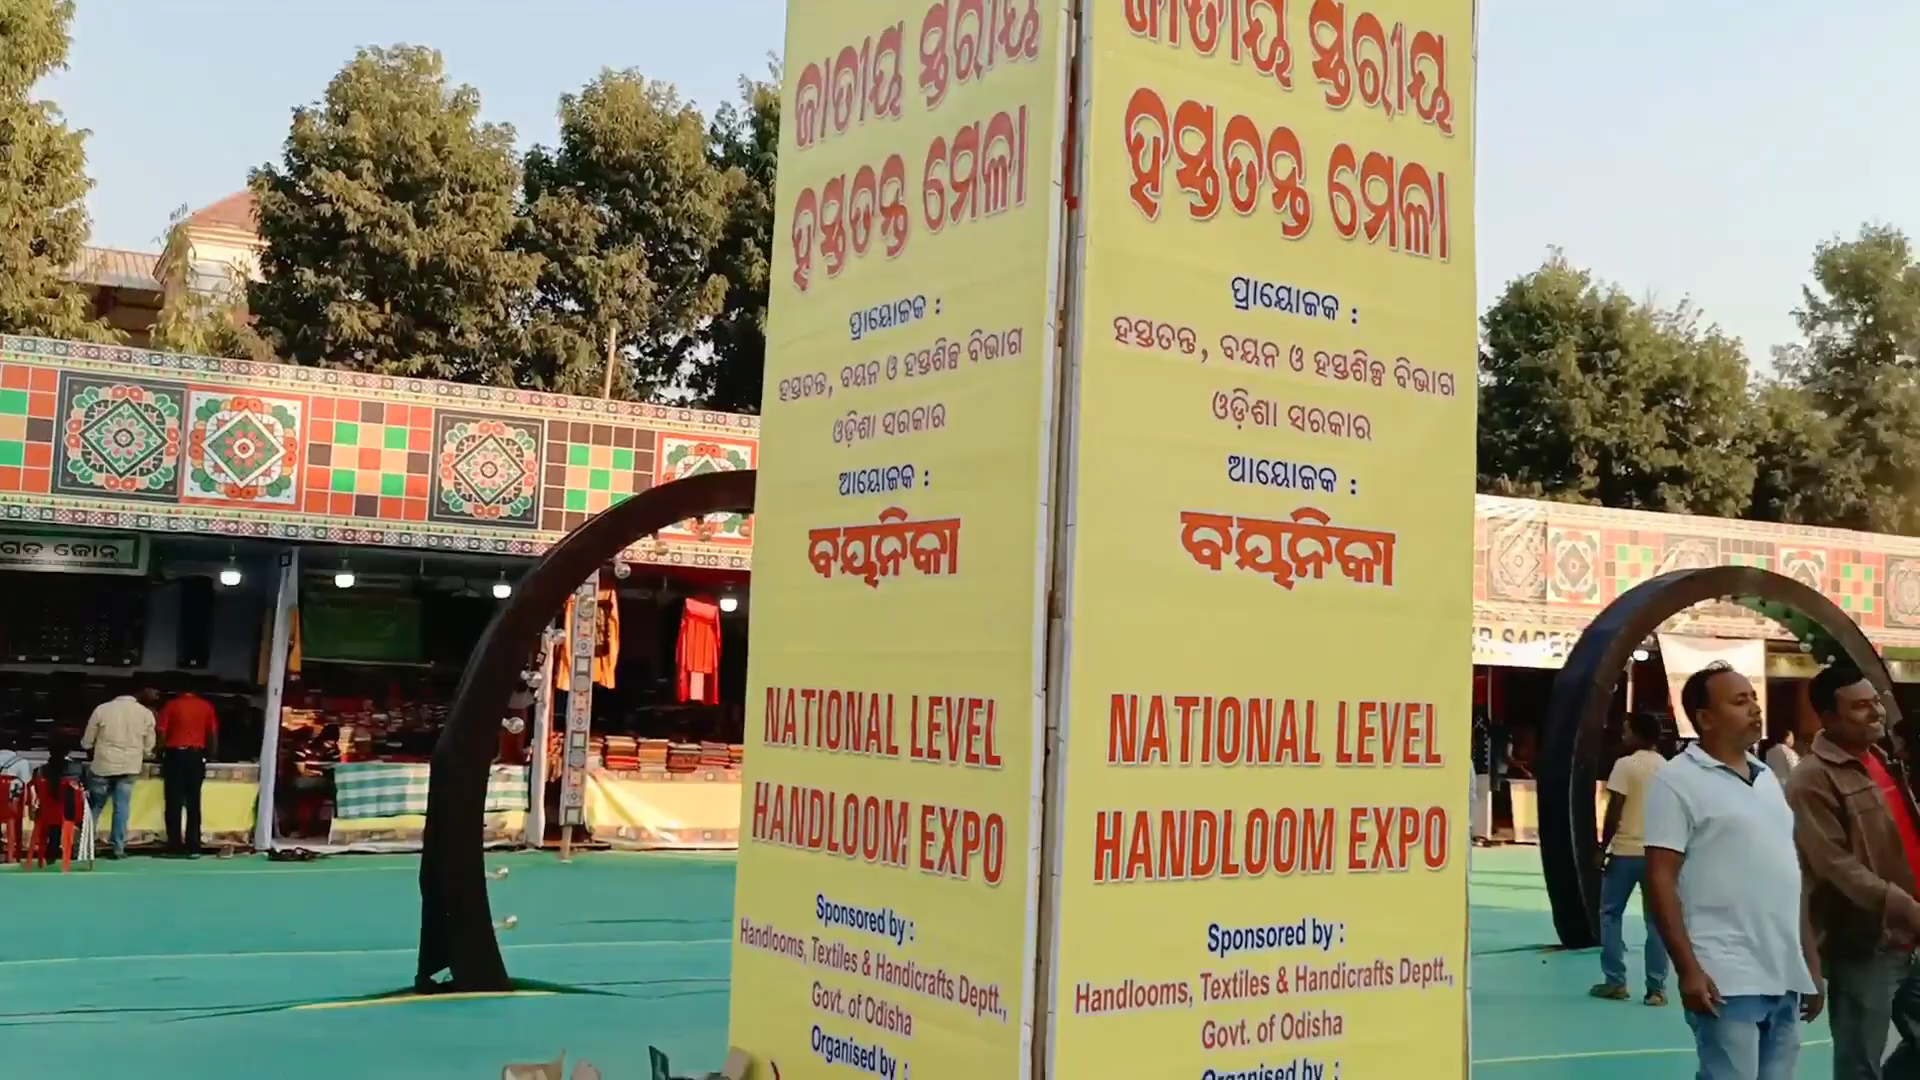 ଜାତୀୟ ସ୍ତରୀୟ
ହସ୍ତତନ୍ତ ମେଳା
ପ୍ରାୟୋଜକ :
ହସ୍ତତନ୍ତ, ବୟନ ଓ ହସ୍ତଶିଳ୍ପ ବିଭାଗ
ଓଡ଼ିଶା ସରକାର
ଆୟୋଜକ :
ବୟନିକା
NATIONAL LEVEL
HANDLOOM EXPO
Sponsored by :
Handlooms, Textiles & Handicrafts Deptt.,
Govt. of Odisha
Organised by :
ଜାତୀୟ ସ୍ତରୀୟ
ହସ୍ତତନ୍ତ ମେଳା
ପ୍ରାୟୋଜକ :
ହସ୍ତତନ୍ତ, ବୟନ ଓ ହସ୍ତଶିଳ୍ପ ବିଭାଗ
ଓଡ଼ିଶା ସରକାର
ଆୟୋଜକ :
ବୟନିକା
NATIONAL LEVEL
HANDLOOM EXPO
Sponsored by :
Handlooms, Textiles & Handicrafts Deptt.,
Govt. of Odisha
Organised by :
ଜୋନ୍